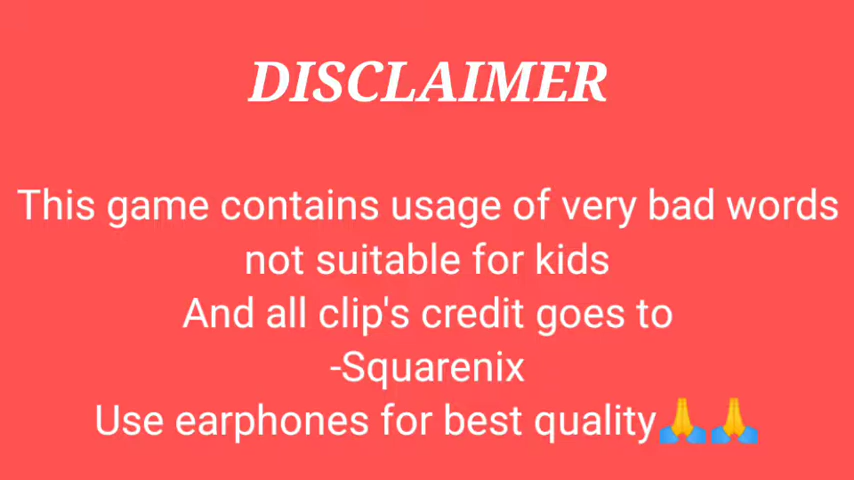 DISCLAIMER
This game contains usage of very bad words
not suitable for kids
And all clip's credit goes to
-Squarenix
Use earphones for best quality🙏🙏